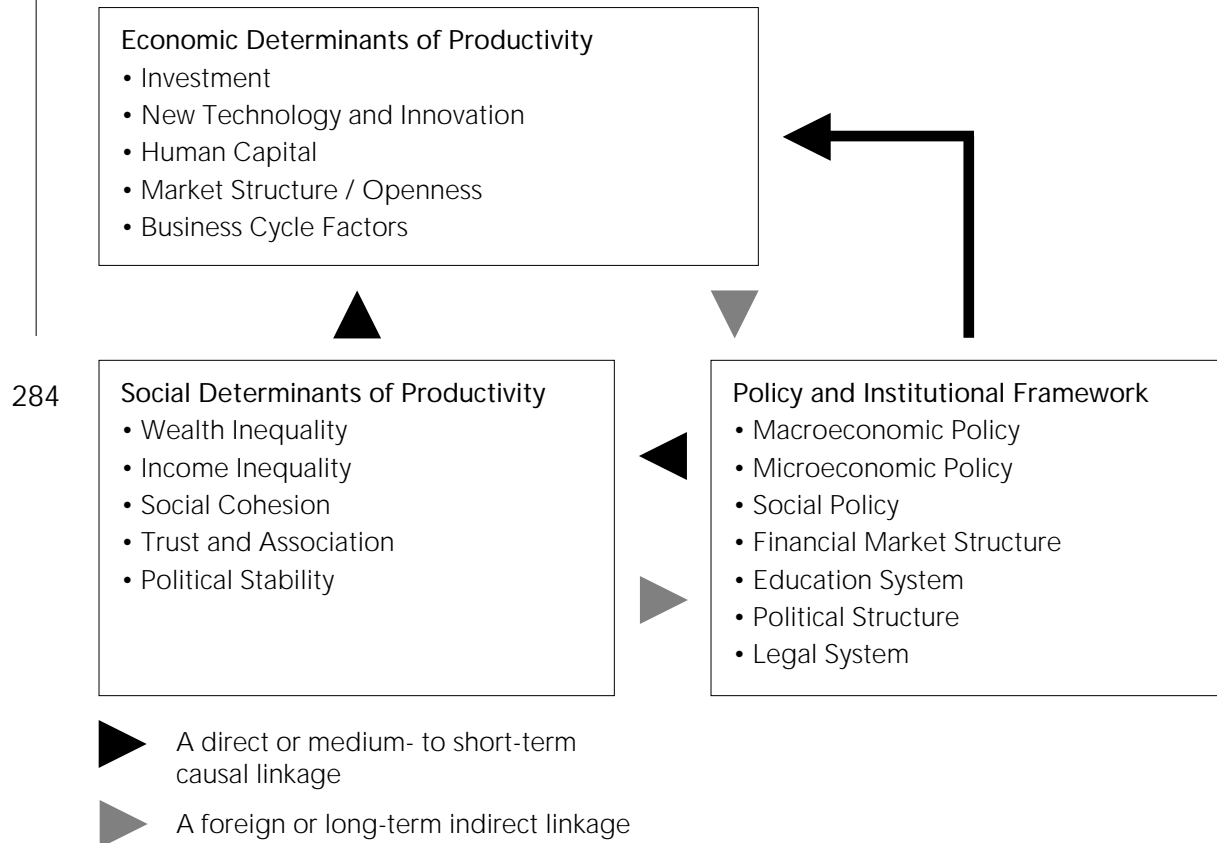 Economic Determinants of Productivity
• Investment
• New Technology and Innovation
• Human Capital
• Market Structure / Openness
• Business Cycle Factors
284
Social Determinants of Productivity
• Wealth Inequality
• Income Inequality
• Social Cohesion
• Trust and Association
• Political Stability
Policy and Institutional Framework
• Macroeconomic Policy
• Microeconomic Policy
• Social Policy
• Financial Market Structure
• Education System
• Political Structure
• Legal System
A direct or medium- to short-term
causal linkage
A foreign or long-term indirect linkage